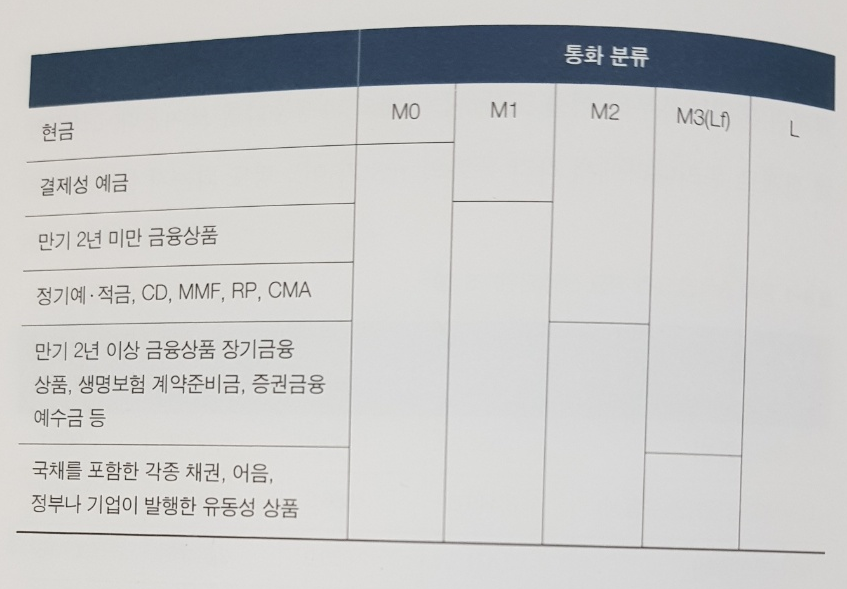 통화 분류
현금
M0
M1
M2
M3(Lf)
L
결제성 예금
만기 2년 미만 금융상품
정기예·적금, CD, MMF, RP, CMA
만기 2년 이상 금융상품 장기금융
상품, 생명보험 계약준비금, 증권금융
예수금 등
국채를 포함한 각종 채권, 어음,
정부나 기업이 발행한 유동성 상품